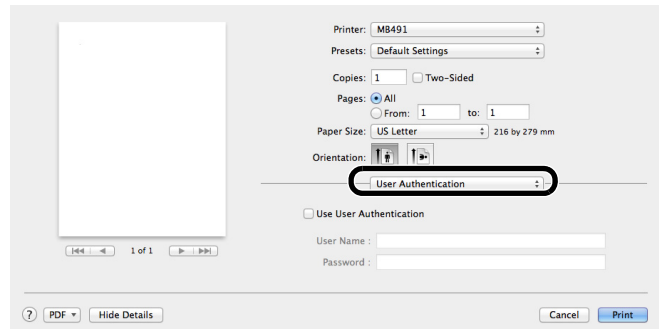 Printer: MB491
Presets: Default Settings
Copies: 1 Two-Sided
Pages: All
From: 1 to: 1
Paper Size: US Letter 216 by 279 mm
Orientation:
User Authentication
Use User Authentication
User Name :
Password :
1 of 1
? PDF Hide Details Cancel Print